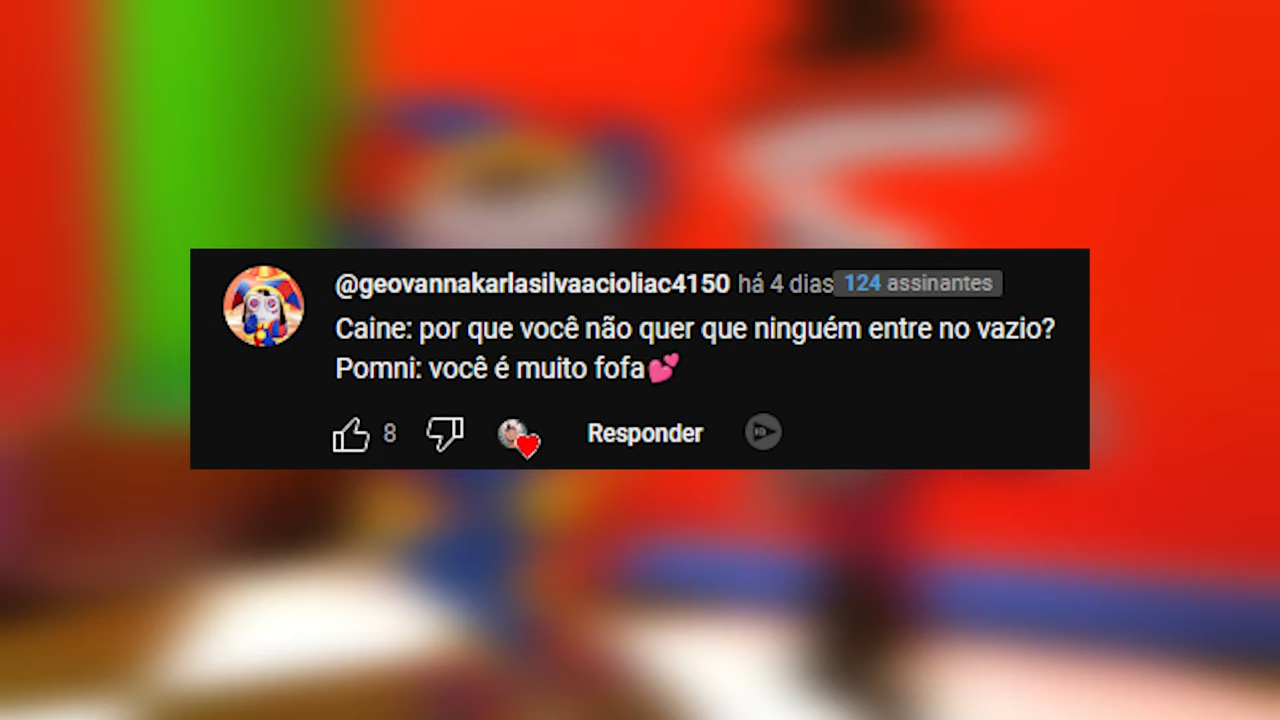 @geovannakarlasilvaacioliac4150 há 4 dias 124 assinantes
Caine: por que você não quer que ninguém entre no vazio?
Pomni: você é muito fofa💕
8 Responder